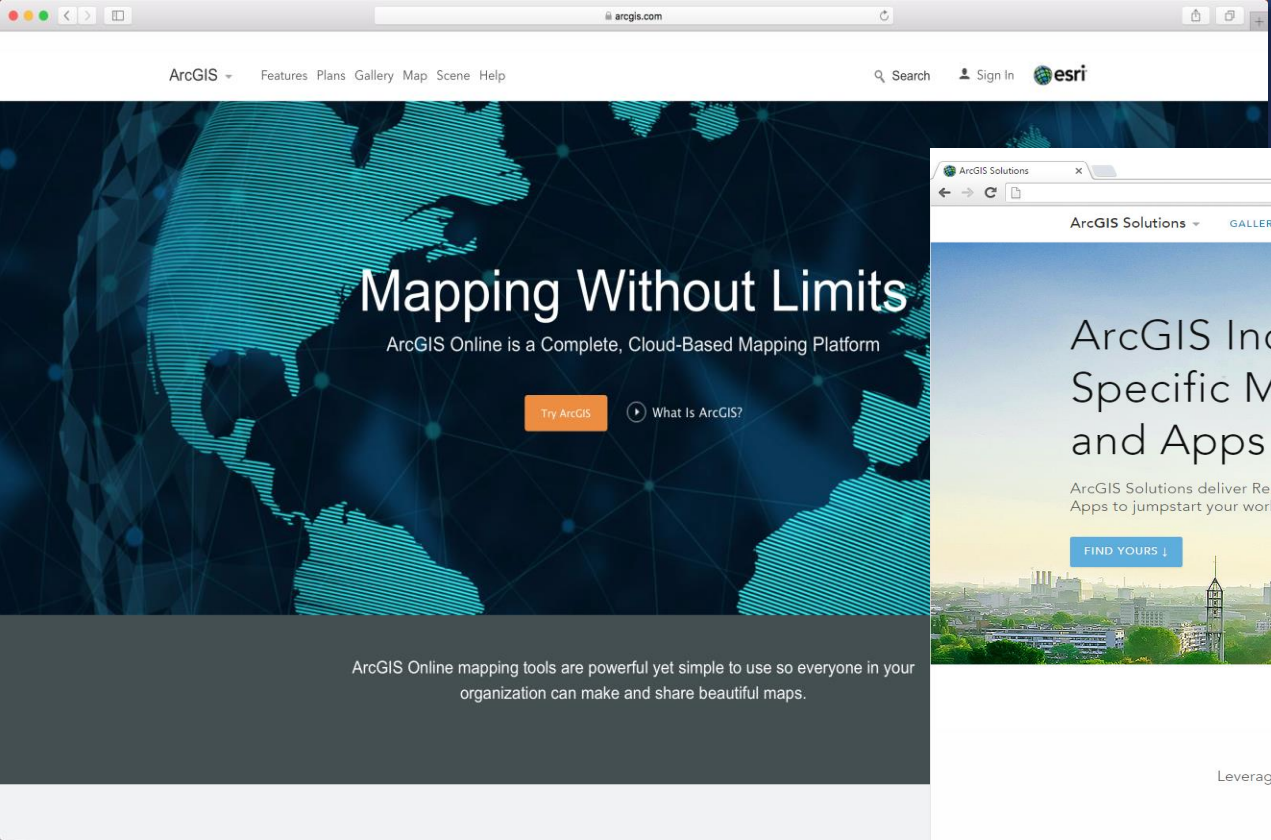 arcgis.com
ArcGIS Features Plans Gallery Map Scene Help Search Sign In esri
Mapping Without Limits
ArcGIS Online is a Complete, Cloud-Based Mapping Platform
Try ArcGIS What Is ArcGIS?
ArcGIS Online mapping tools are powerful yet simple to use so everyone in your
organization can make and share beautiful maps.
ArcGIS Solutions
ArcGIS Solutions GALLER
ArcGIS In
Specific M
and Apps
ArcGIS Solutions deliver Re
Apps to jumpstart your wor
FIND YOURS ↓
Leverag